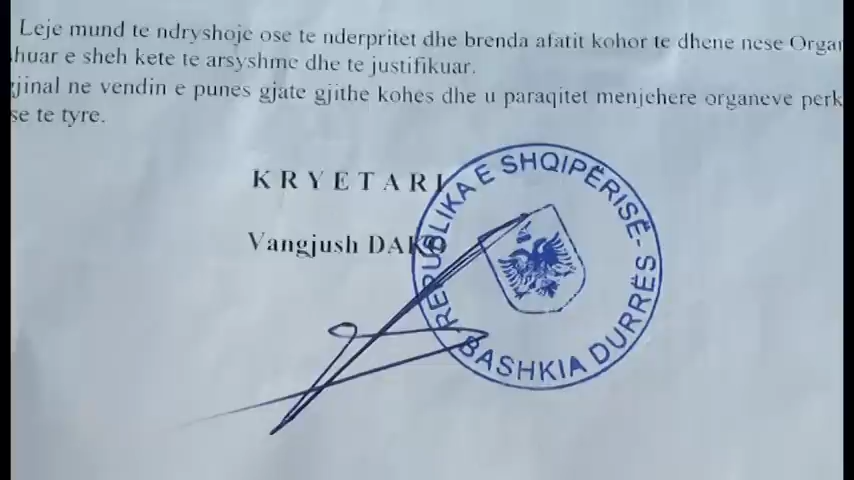 Leje mund te ndryshoje ose te nderpritet dhe brenda afatit kohor te dhene nese Organ
huar e sheh kete te arsyshme dhe te justifikuar.
jinal ne vendin e punes gjate gjithe kohes dhe u paraqitet menjehere organeve perk
se te tyre.
KRYETARI
Vangjush DAKO
REPUBLIKA E SHQIPËRISË-
BASHKIA DURRËS